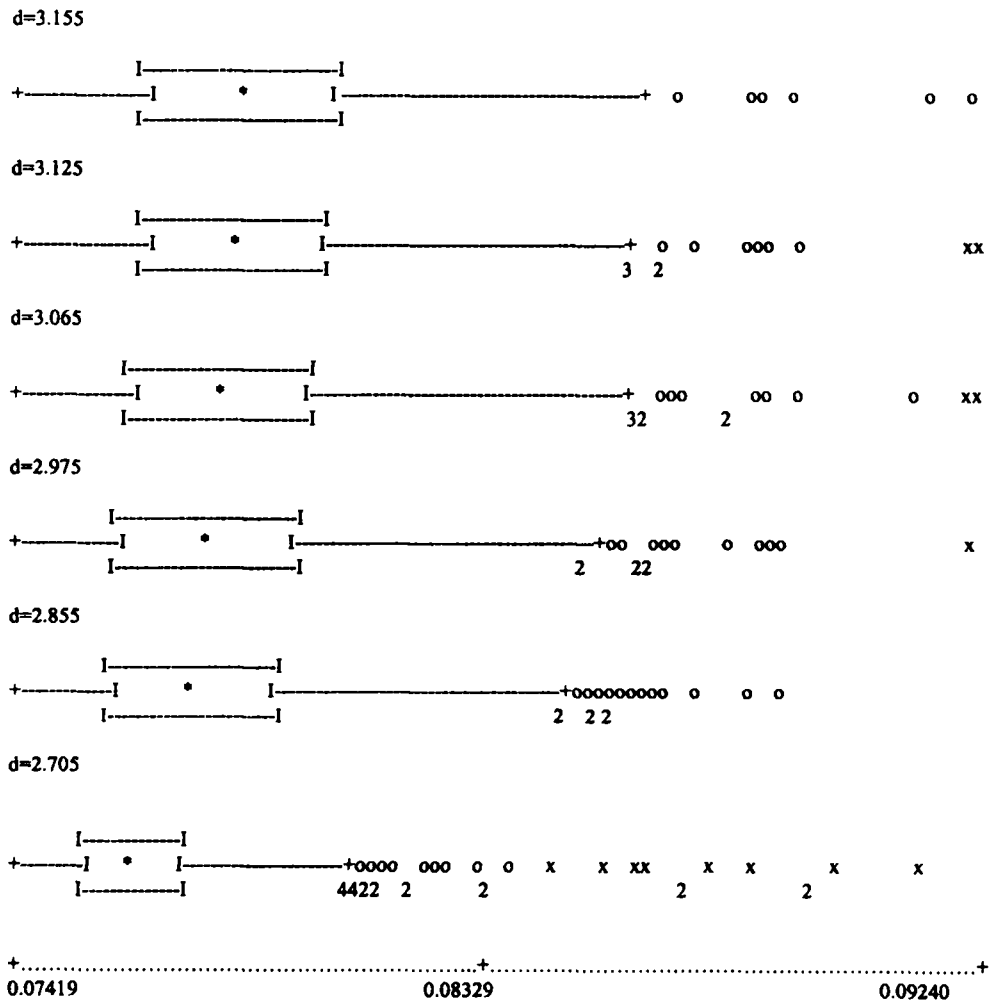 d=3.155
I--------------------I
+------------I * I-----------------------------+ o oo o o o
I--------------------I
d=3.125
I------------------I
+------------I * I-----------------------------+ o o ooo o xx
I------------------I 3 2
d=3.065
I------------------I
+-----------I * I------------------------------+ ooo oo o o xx
I------------------I 32 2
d=2.975
I------------------I
+----------I * I-----------------------------+oo ooo o ooo x
I------------------I 2 22
d=2.855
I----------------I
+---------I * I----------------------------+ooooooooo o o o
I----------------I 2 2 2
d=2.705
I----------I
+------I * I----------------+oooo ooo o o x x xx x x x x
I----------I 4422 2 2 2 2
+............................................+...............................................+
0.07419 0.08329 0.09240